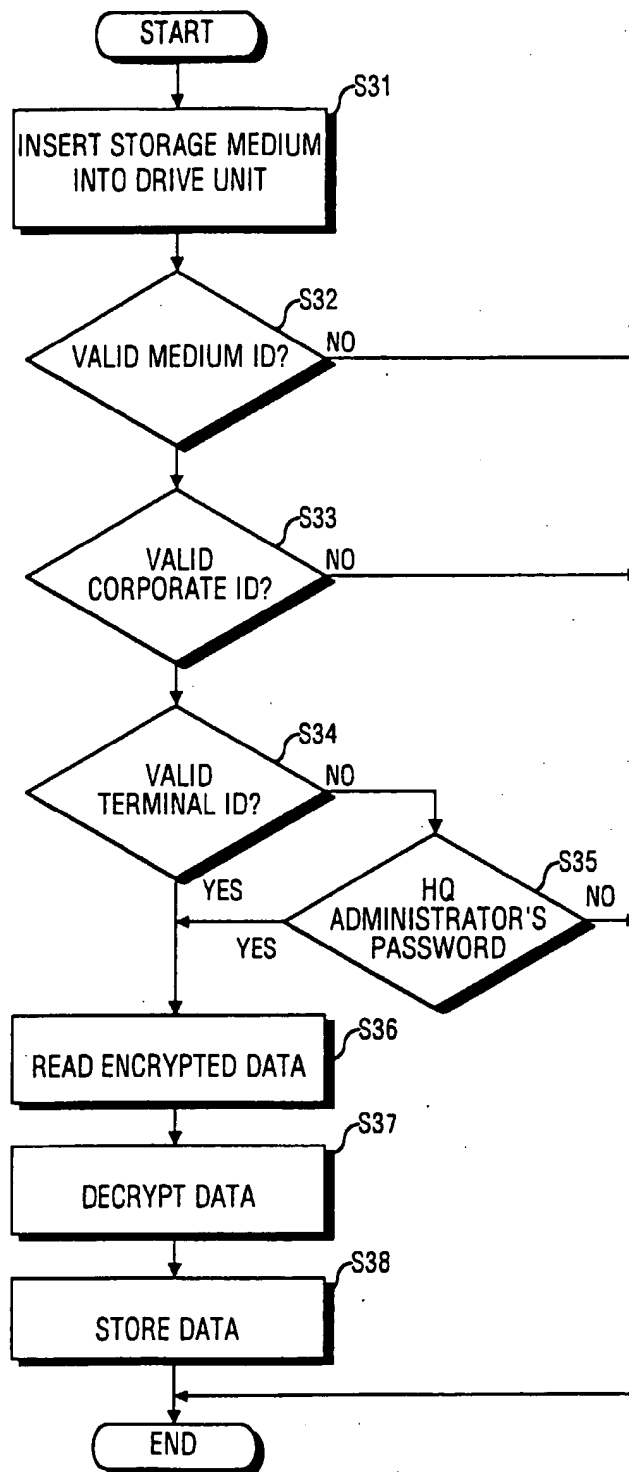 START
S31
INSERT STORAGE MEDIUM
INTO DRIVE UNIT
S32
VALID MEDIUM ID?
NO
S33
VALID
CORPORATE ID?
NO
S34
VALID
TERMINAL ID?
NO
YES
S35
HQ
ADMINISTRATOR'S
PASSWORD
NO
YES
S36
READ ENCRYPTED DATA
S37
DECRYPT DATA
S38
STORE DATA
END